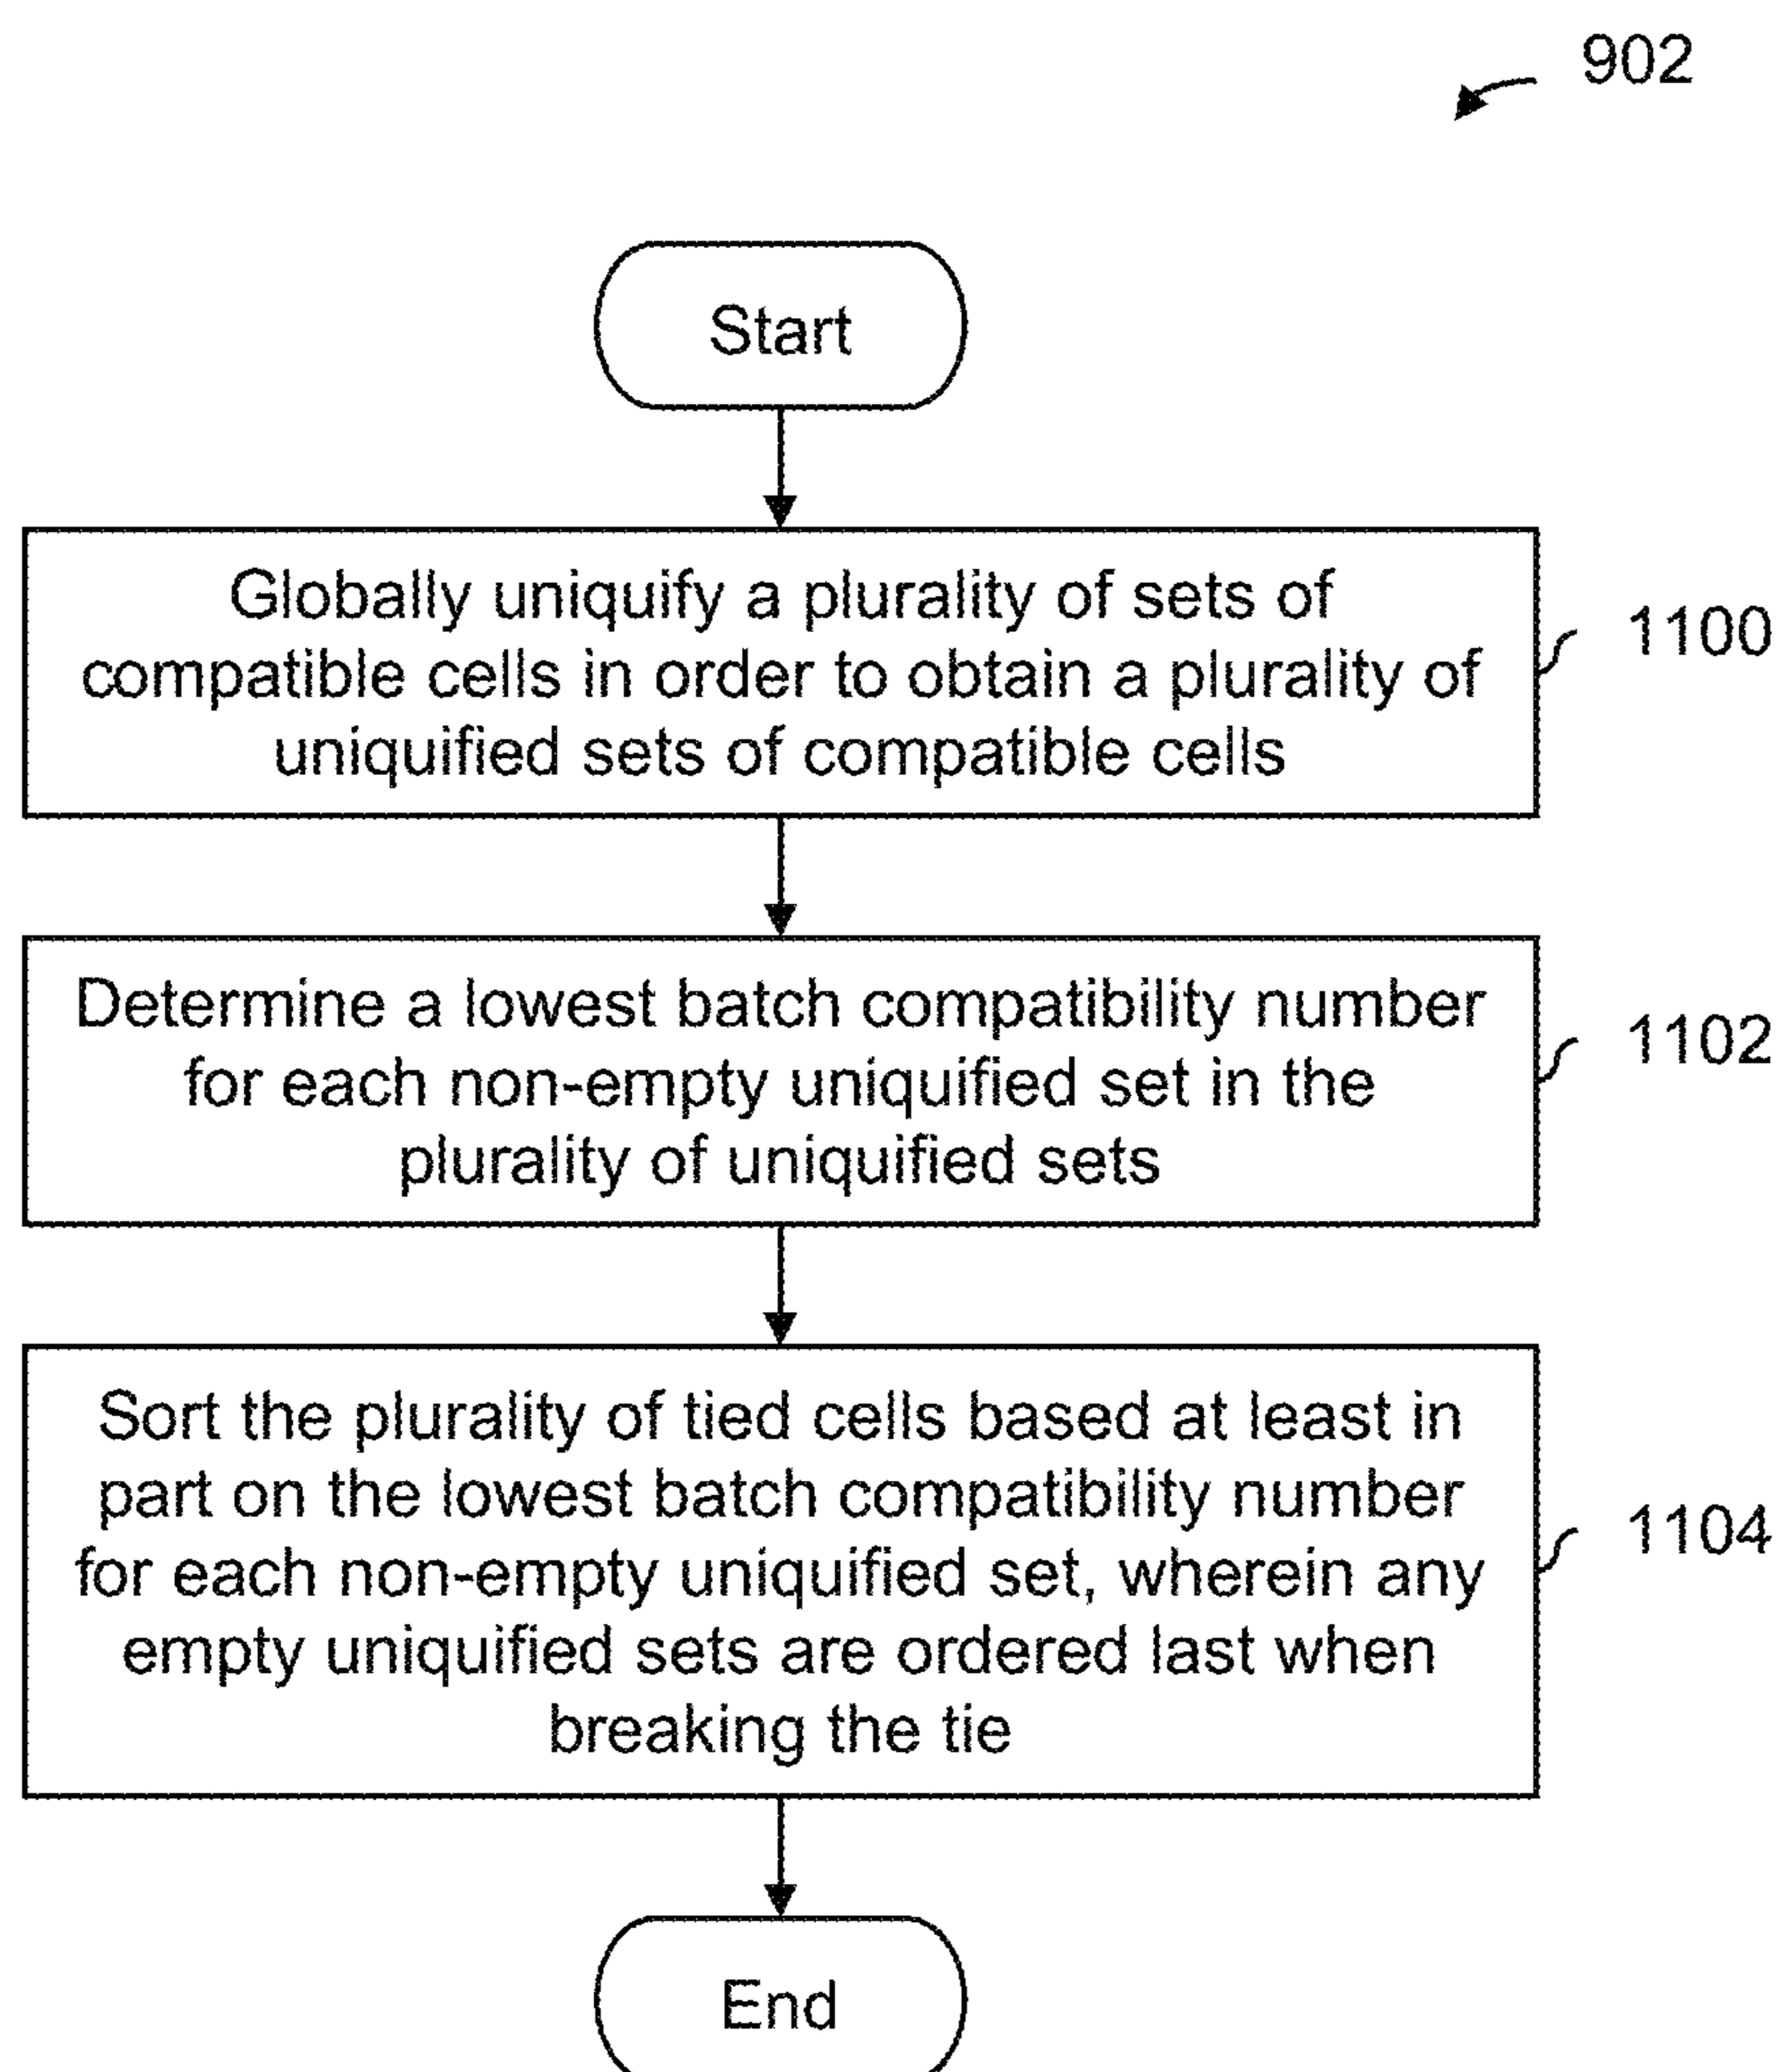 902
Start
Globally uniquify a plurality of sets of
compatible cells in order to obtain a plurality of
uniquified sets of compatible cells
1100
Determine a lowest batch compatibility number
for each non-empty uniquified set in the
plurality of uniquified sets
1102
Sort the plurality of tied cells based at least in
part on the lowest batch compatibility number
for each non-empty uniquified set, wherein any
empty uniquified sets are ordered last when
breaking the tie
1104
End